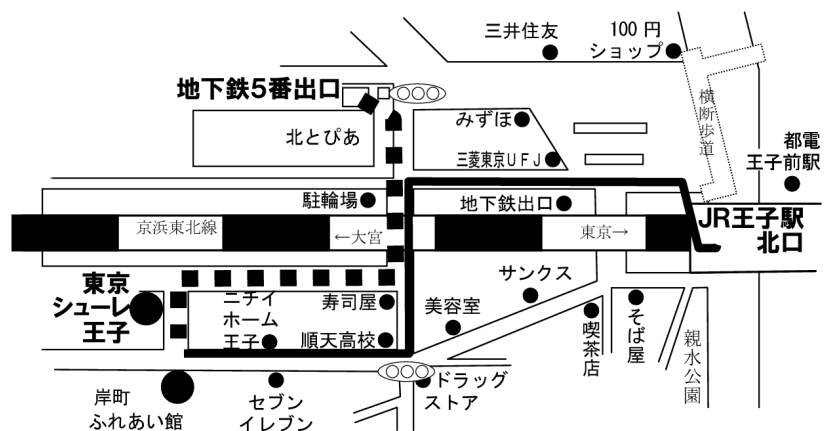 三井住友
100円
ショップ
地下鉄5番出口
横断歩道
みずほ
北とぴあ
三菱東京UFJ
都電
王子前駅
駐輪場
地下鉄出口
JR王子駅
北口
京浜東北線
←大宮
東京→
東京
シューレ
王子
ニチイ
ホーム
王子
寿司屋
順天高校
美容室
サンクス
喫茶店
そば屋
親水公園
岸町
ふれあい館
セブン
イレブン
ドラッグ
ストア